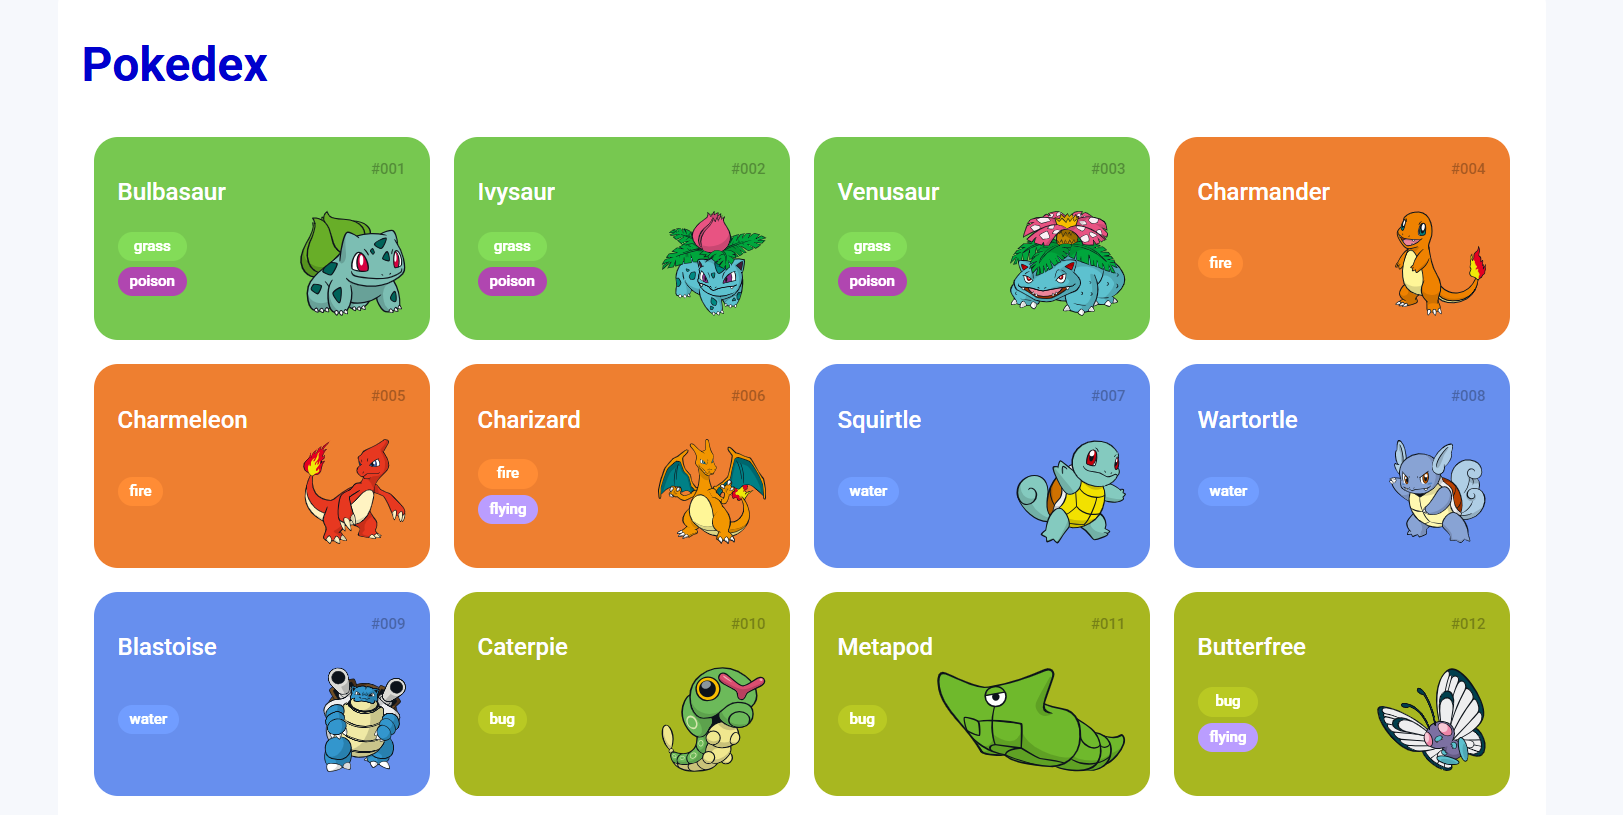 Pokedex
#001
Bulbasaur
grass
poison
#002
Ivysaur
grass
poison
#003
Venusaur
grass
poison
#004
Charmander
fire
#005
Charmeleon
fire
#006
Charizard
fire
flying
#007
Squirtle
water
#008
Wartortle
water
#009
Blastoise
water
#010
Caterpie
bug
#011
Metapod
bug
#012
Butterfree
bug
flying